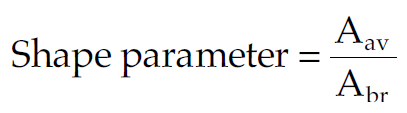 Shape parameter = A_av / A_br